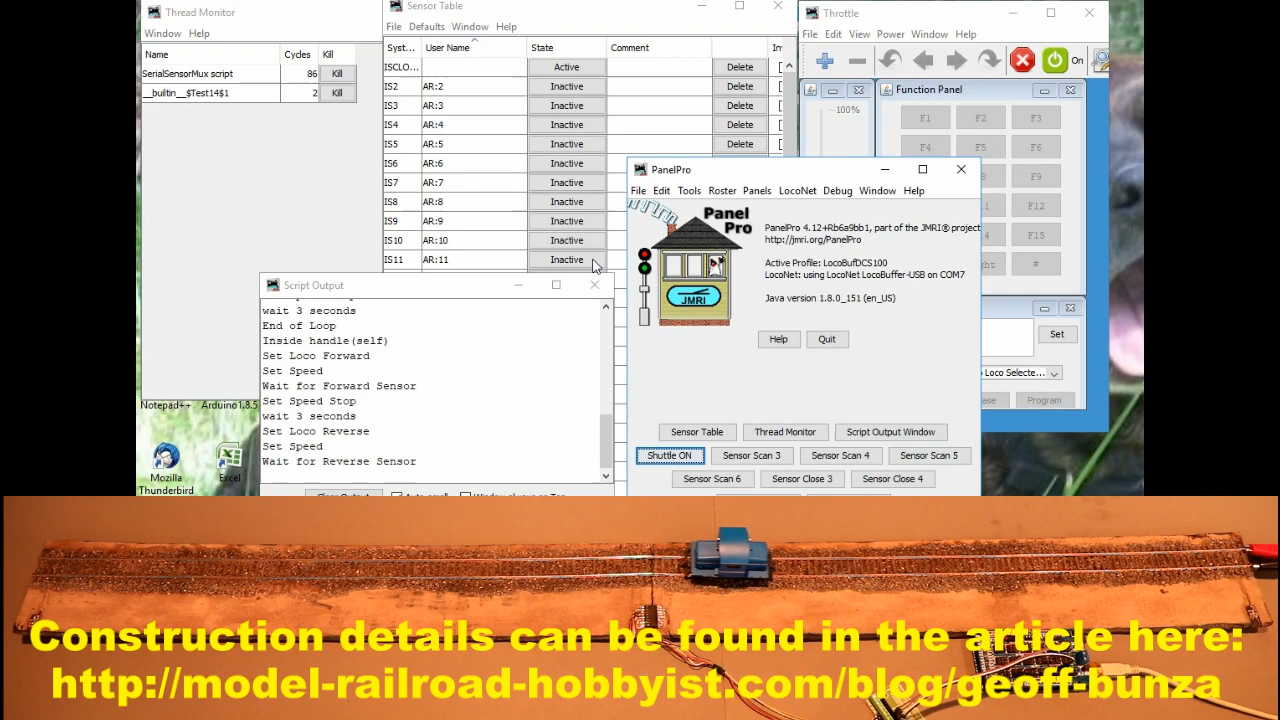 Thread Monitor
Window Help
Name Cycles Kill
SerialSensorMux script 86 Kill
__builtin__$Test14$1 2 Kill
Sensor Table
File Defaults Window Help
Syst... User Name State Comment
ISCLO... Active Delete
IS2 AR:2 Inactive Delete
IS3 AR:3 Inactive Delete
IS4 AR:4 Inactive Delete
IS5 AR:5 Inactive Delete
IS6 AR:6 Inactive
IS7 AR:7 Inactive
IS8 AR:8 Inactive
IS9 AR:9 Inactive
IS10 AR:10 Inactive
IS11 AR:11 Inactive
Throttle
File Edit View Power Window Help
On
100%
Function Panel
F1 F2 F3
F4 F5 F6
F9
F12
F15
#
Set
Loco Selecte...
Program
Script Output
wait 3 seconds
End of Loop
Inside handle(self)
Set Loco Forward
Set Speed
Wait for Forward Sensor
Set Speed Stop
wait 3 seconds
Set Loco Reverse
Set Speed
Wait for Reverse Sensor
PanelPro
File Edit Tools Roster Panels LocoNet Debug Window Help
Panel
Pro
JMRI
PanelPro 4.12+Rb6a9bb1, part of the JMRI® project
http://jmri.org/PanelPro
Active Profile: LocoBufDCS100
LocoNet: using LocoNet LocoBuffer-USB on COM7
Java version 1.8.0_151 (en_US)
Help Quit
Sensor Table Thread Monitor Script Output Window
Shuttle ON Sensor Scan 3 Sensor Scan 4 Sensor Scan 5
Sensor Scan 6 Sensor Close 3 Sensor Close 4
Notepad++ Arduino1.8.5
Mozilla
Thunderbird
Excel
Construction details can be found in the article here:
http://model-railroad-hobbyist.com/blog/geoff-bunza